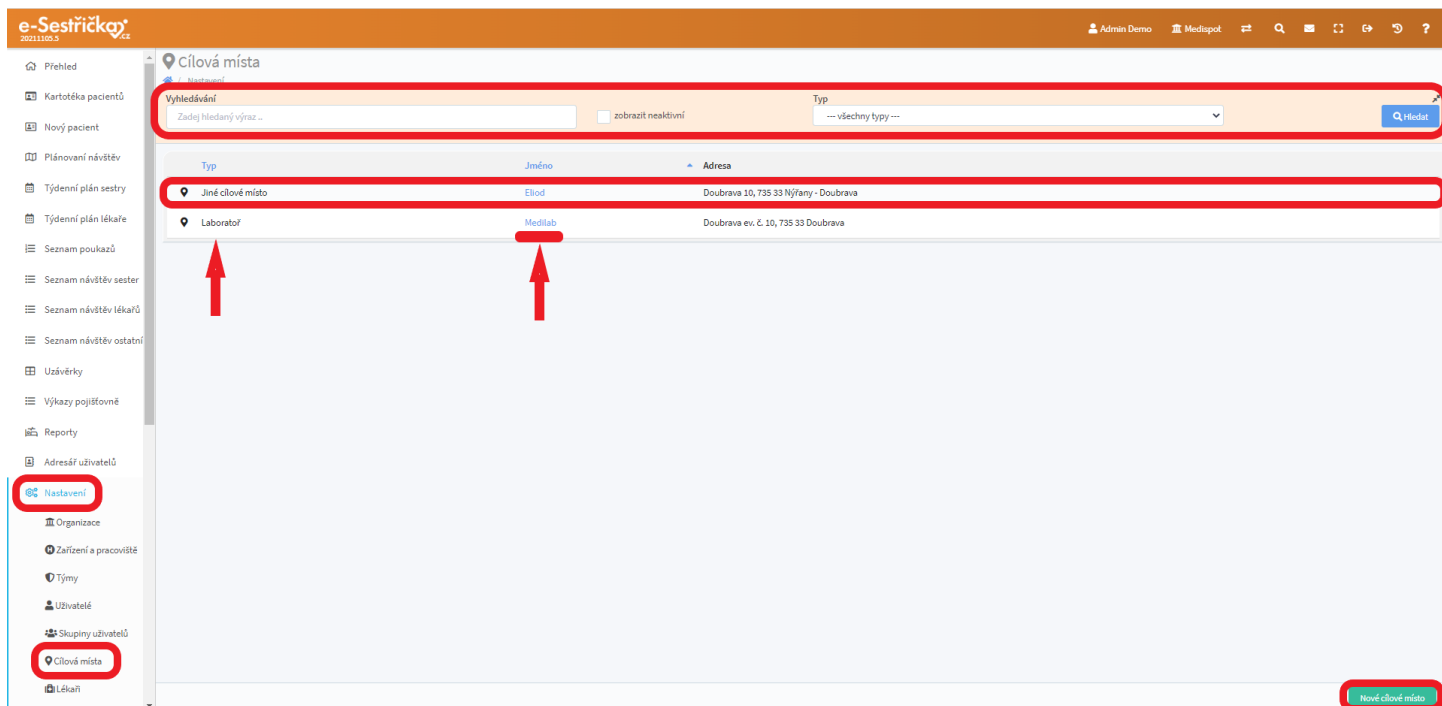 e-Sestřička.cz
20211105.5
Admin Demo Medispot
Přehled
Kartotéka pacientů
Nový pacient
Plánovaní návštěv
Týdenní plán sestry
Týdenní plán lékaře
Seznam poukazů
Seznam návštěv sester
Seznam návštěv lékařů
Seznam návštěv ostatní
Uzávěrky
Výkazy pojišťovně
Reporty
Adresář uživatelů
Nastavení
Organizace
Zařízení a pracoviště
Týmy
Uživatelé
Skupiny uživatelů
Cílová místa
Lékaři
Cílová místa
/ Nastavení
Vyhledávání Typ
Zadej hledaný výraz .. zobrazit neaktivní --- všechny typy --- Hledat
Typ Jméno Adresa
Jiné cílové místo Eliod Doubrava 10, 735 33 Nýřany - Doubrava
Laboratoř Medilab Doubrava ev. č. 10, 735 33 Doubrava
Nové cílové místo